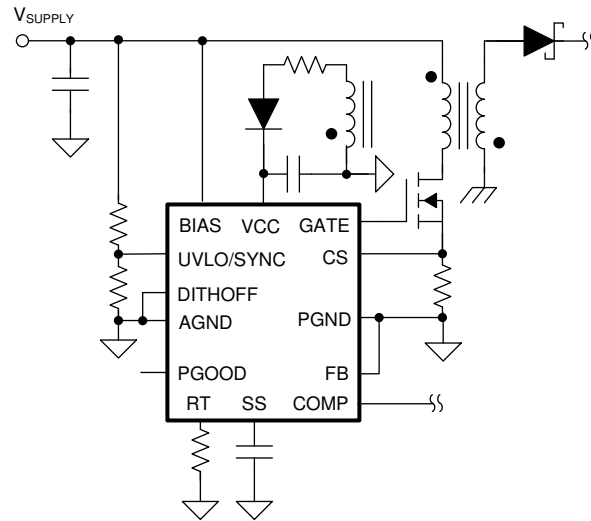 VSUPPLY
BIAS VCC GATE
UVLO/SYNC CS
DITHOFF
AGND PGND
PGOOD FB
RT SS COMP